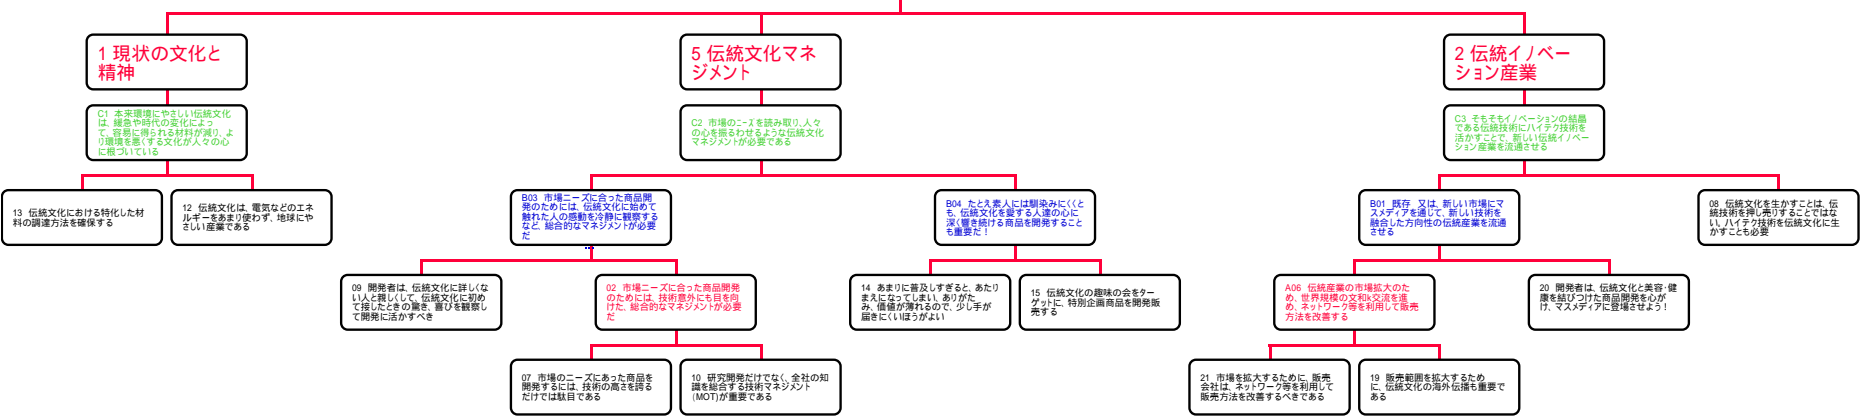 1 現状の文化と
精神
5 伝統文化マネ
ジメント
2 伝統イノベー
ション産業
C1 本来環境にやさしい伝統文化
は、緩急や時代の変化によっ
て、容易に得られる材料が減り、よ
り環境を悪くする文化が人々の心
に根づいている
C2 市場のニーズを読み取り、人々
の心を振るわせるような伝統文化
マネジメントが必要である
C3 そもそもイノベーションの結晶
である伝統技術にハイテク技術を
活かすことで、新しい伝統イノベー
ション産業を流通させる
13 伝統文化における特化した材
料の調達方法を確保する
12 伝統文化は、電気などのエネ
ルギーをあまり使わず、地球にや
さしい産業である
B03 市場ニーズに合った商品開
発のためには、伝統文化に始めて
触れた人の感動を冷静に観察する
など、総合的なマネジメントが必要
だ
B04 たとえ素人には馴染みにくく
とも、伝統文化を愛する人達の心に
深く響き続ける商品を開発すること
も重要だ！
B01 既存 又は、新しい市場にマ
スメディアを通じて、新しい技術を
融合した方向性の伝統産業を流通
させる
08 伝統文化を生かすことは、伝
統技術を押し売りすることではな
い、ハイテク技術を伝統文化に生
かすことも必要
09 開発者は、伝統文化に詳しくな
い人と親しくして、伝統文化に初め
て接したときの驚き、喜びを観察し
て開発に活かすべき
02 市場ニーズに合った商品開発
のためには、技術意外にも目を向
けた、総合的なマネジメントが必要
だ
14 あまりに普及しすぎると、あたり
まえになってしまい、ありがた
み、価値が薄れるので、少し手が
届きにくいほうがよい
15 伝統文化の趣味の会をター
ゲットに、特別企画商品を開発販
売する
A06 伝統産業の市場拡大のた
め、世界規模の文和k交流を進
め、ネットワーク等を利用して販売
方法を改善する
20 開発者は、伝統文化と美容・健
康を結びつけた商品開発を心が
け、マスメディアに登場させよう！
07 市場のニーズにあった商品を
開発するには、技術の高さを誇る
だけでは駄目である
10 研究開発だけでなく、全社の知
識を総合する技術マネジメント
(MOT)が重要である
21 市場を拡大するために、販売
会社は、ネットワーク等を利用して
販売方法を改善するべきである
19 販売範囲を拡大するため
に、伝統文化の海外伝播も重要で
ある